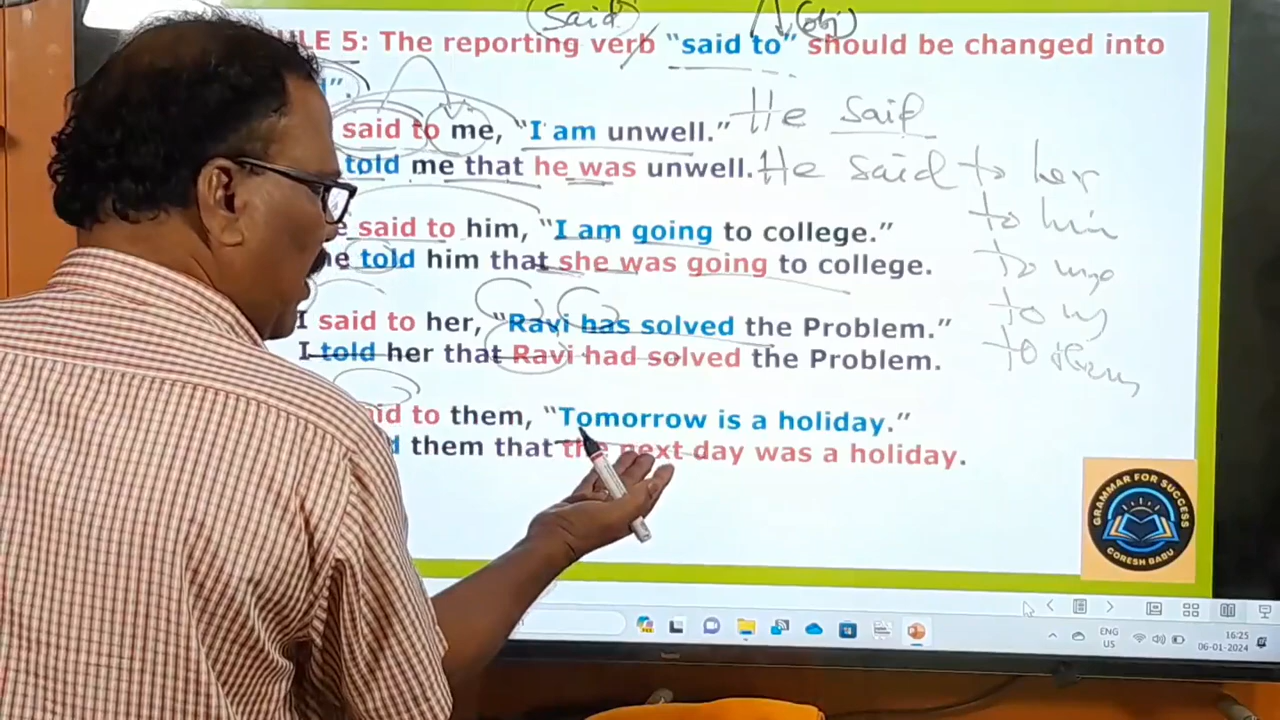 (Said) (obj)
RULE 5: The reporting verb “said to” should be changed into
said to me, “I am unwell.” He said
told me that he was unwell. He said to her
said to him, “I am going to college.” to him
told him that she was going to college. to me
I said to her, “Ravi has solved the Problem.”
I told her that Ravi had solved the Problem. to them
said to them, “Tomorrow is a holiday.”
them that the next day was a holiday.
GRAMMAR FOR SUCCESS
CORESH BABU
ENG
US
16:25
06-01-2024